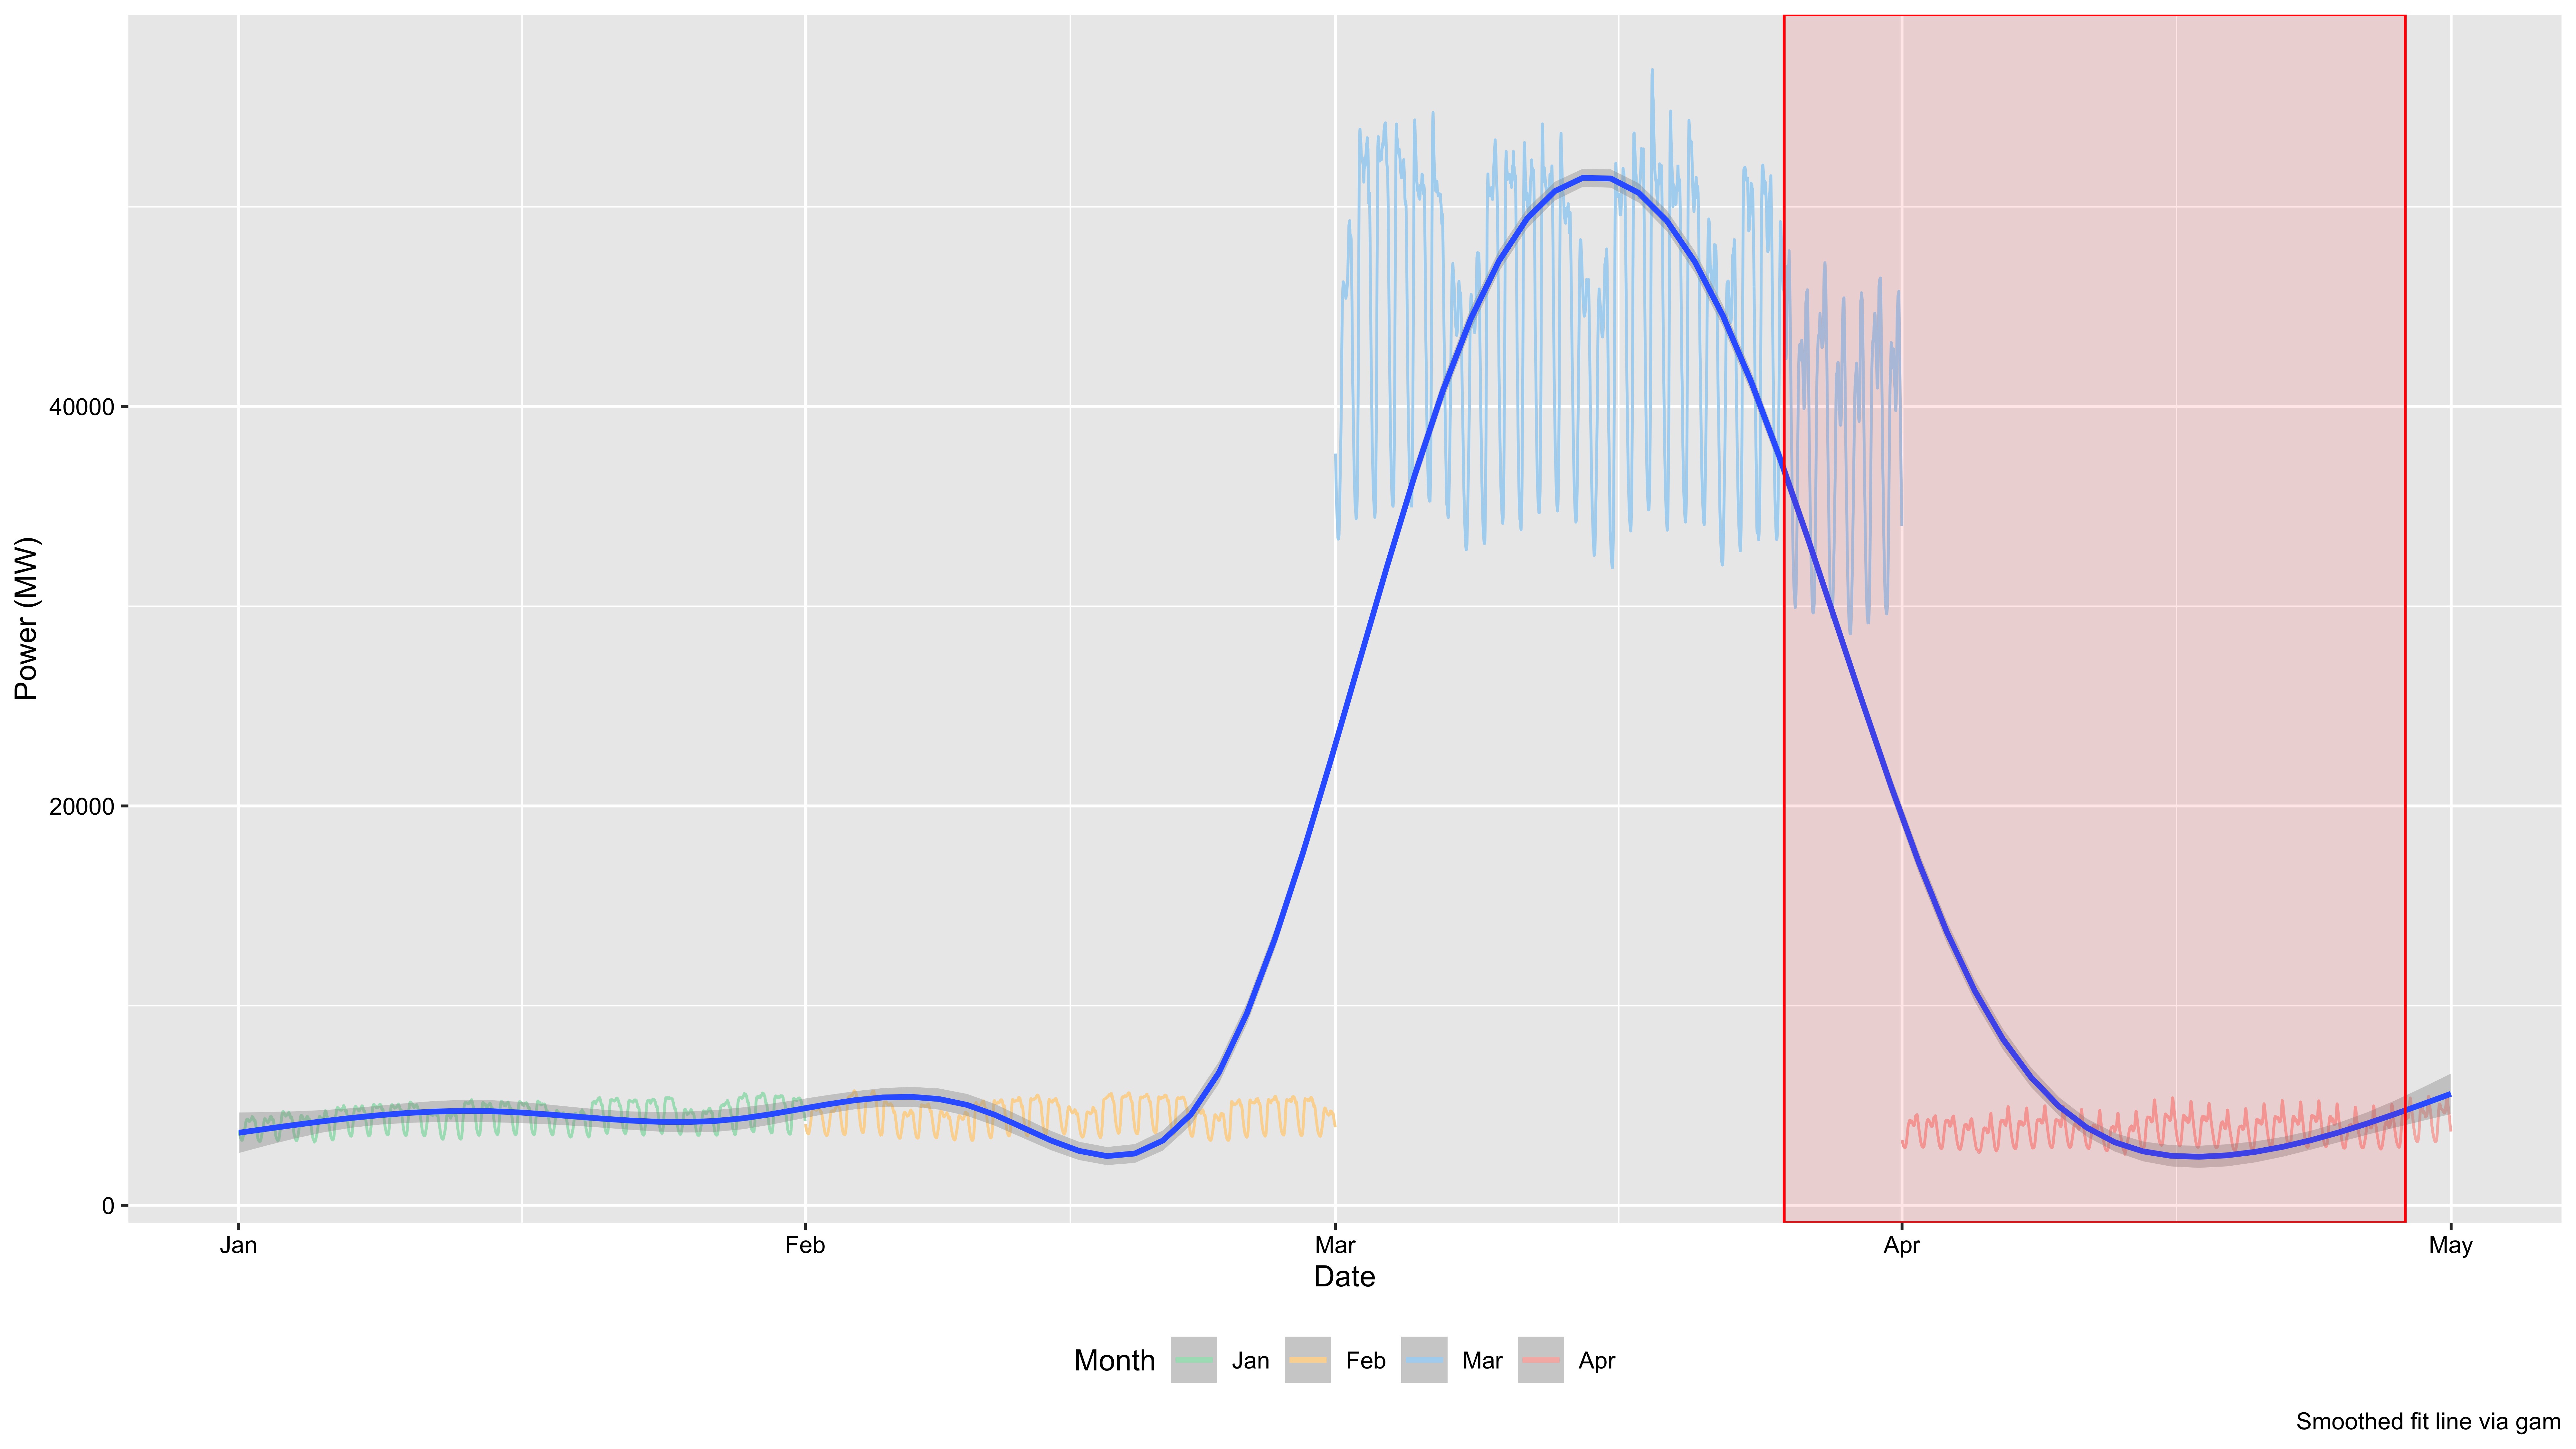 Power (MW)
40000
20000
0
Jan Feb Mar Apr May
Date
Month Jan Feb Mar Apr
Smoothed fit line via gam